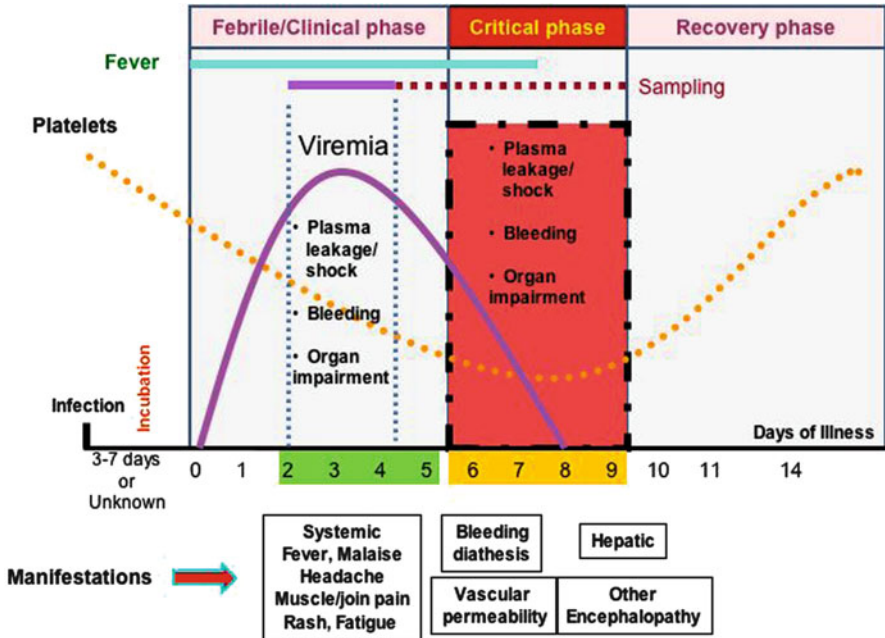 Febrile/Clinical phase
Critical phase
Recovery phase
Fever
Sampling
Platelets
Viremia
• Plasma
leakage/
shock
• Bleeding
• Organ
impairment
• Plasma
leakage/
shock
• Bleeding
• Organ
impairment
Incubation
Infection
Days of Illness
3-7 days
or
Unknown
0 1 2 3 4 5 6 7 8 9 10 11 14
Manifestations
Systemic
Fever, Malaise
Headache
Muscle/join pain
Rash, Fatigue
Bleeding
diathesis
Hepatic
Vascular
permeability
Other
Encephalopathy